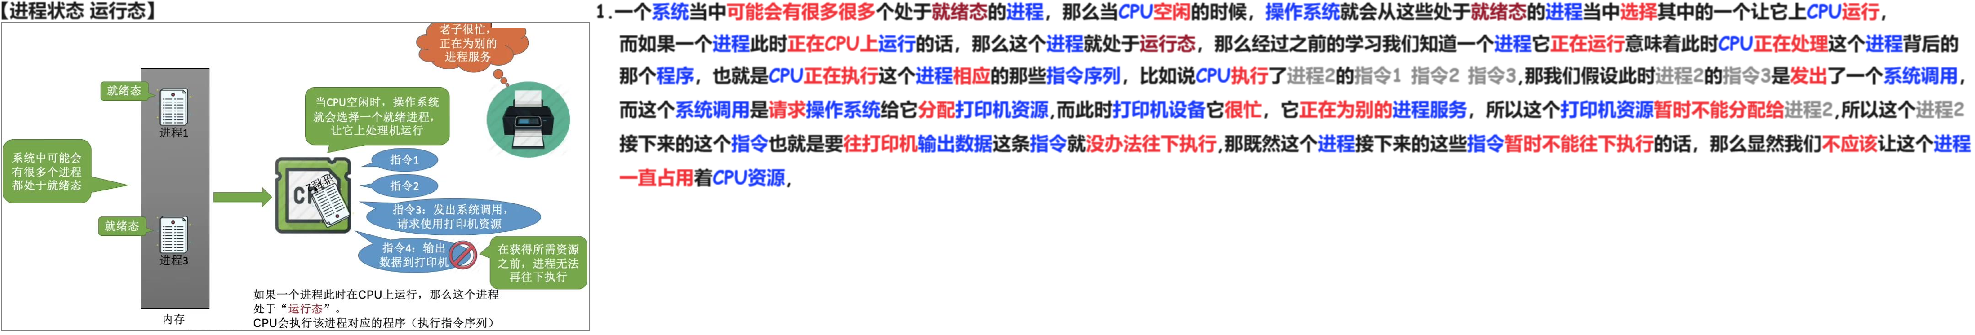 【进程状态 运行态】
老子很忙，
正在为别的
进程服务
就绪态
进程1
当CPU空闲时，操作系统
就会选择一个就绪进程，
让它上处理机运行
系统中可能会
有很多个进程
都处于就绪态
指令1
指令2
指令3：发出系统调用，
请求使用打印机资源
就绪态
进程3
指令4：输出
数据到打印机
在获得所需资源
之前，进程无法
再往下执行
如果一个进程此时在CPU上运行，那么这个进程
处于“运行态”。
CPU会执行该进程对应的程序（执行指令序列）
内存
1.一个系统当中可能会有很多很多个处于就绪态的进程，那么当CPU空闲的时候，操作系统就会从这些处于就绪态的进程当中选择其中的一个让它上CPU运行，
而如果一个进程此时正在CPU上运行的话，那么这个进程就处于运行态，那么经过之前的学习我们知道一个进程它正在运行意味着此时CPU正在处理这个进程背后的
那个程序，也就是CPU正在执行这个进程相应的那些指令序列，比如说CPU执行了进程2的指令1 指令2 指令3,那我们假设此时进程2的指令3是发出了一个系统调用，
而这个系统调用是请求操作系统给它分配打印机资源,而此时打印机设备它很忙，它正在为别的进程服务，所以这个打印机资源暂时不能分配给进程2,所以这个进程2
接下来的这个指令也就是要往打印机输出数据这条指令就没办法往下执行,那既然这个进程接下来的这些指令暂时不能往下执行的话，那么显然我们不应该让这个进程
一直占用着CPU资源，